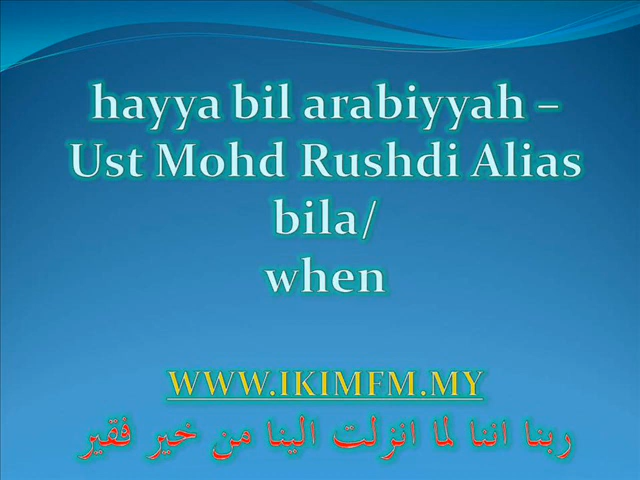 hayya bil arabiyyah –
Ust Mohd Rushdi Alias
bila/
when
WWW.IKIMFM.MY
ربنا اننا لما انزلت الينا من خير فقير